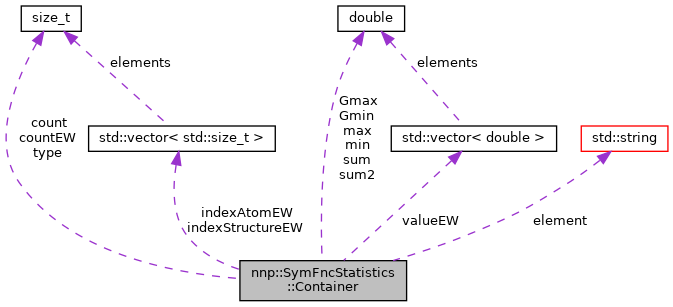 size_t
double
elements
elements
count
countEW
type
Gmax
Gmin
max
min
sum
sum2
std::vector< std::size_t >
std::vector< double >
std::string
indexAtomEW
indexStructureEW
valueEW
element
nnp::SymFncStatistics
::Container